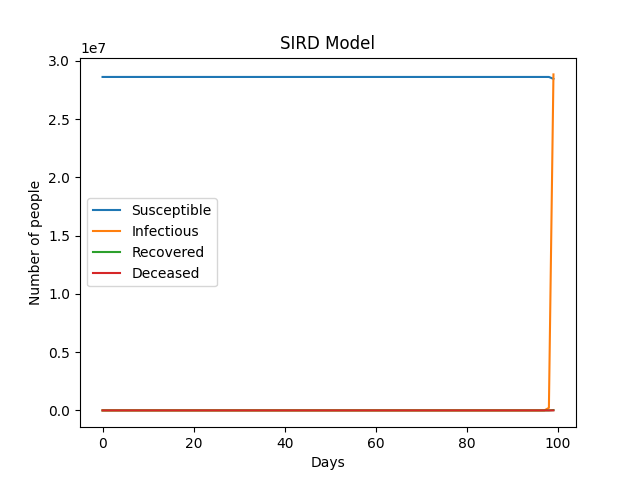 SIRD Model
1e7
3.0
2.5
2.0
1.5
1.0
0.5
0.0
Number of people
Susceptible
Infectious
Recovered
Deceased
0 20 40 60 80 100
Days